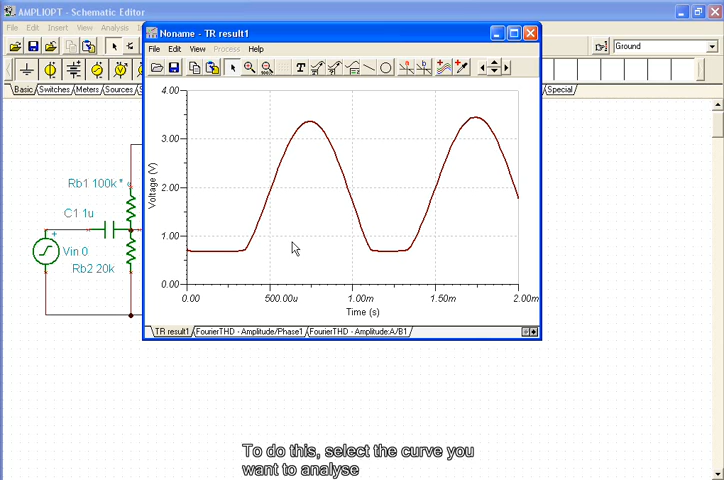 AMPLIOPT - Schematic Editor
File Edit Insert View Analysis
Ground
Basic Switches Meters Sources
Special
Noname - TR result1
File Edit View Process Help
4.00
3.00
2.00
1.00
0.00
Voltage (V)
0.00 500.00u 1.00m 1.50m 2.00m
Time (s)
TR result1 FourierTHD - Amplitude/Phase1 FourierTHD - Amplitude:A/B1
Rb1 100k *
C1 1u
Vin 0
Rb2 20k
To do this, select the curve you
want to analyse